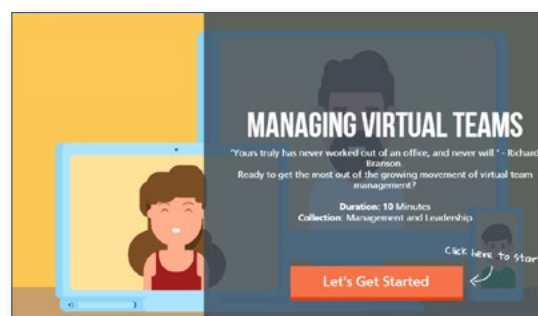 MANAGING VIRTUAL TEAMS
"Yours truly has never worked out of an office, and never will." - Richard
Branson.
Ready to get the most out of the growing movement of virtual team
management?
Duration: 10 Minutes
Collection: Management and Leadership
Click here to start
Let's Get Started